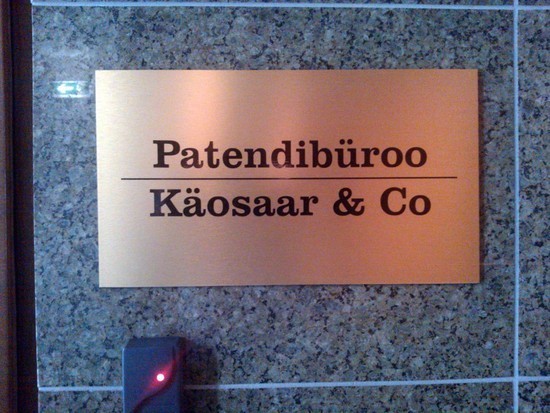 Patendibüroo
Käosaar & Co